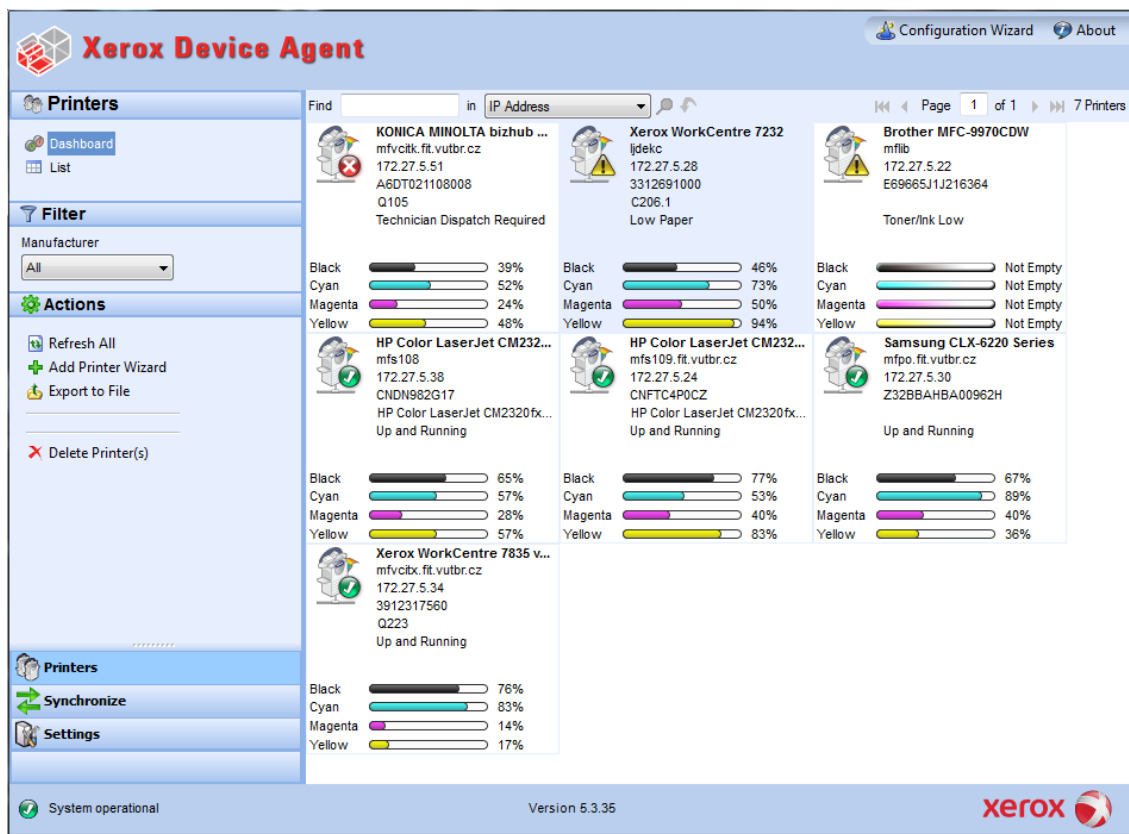 Xerox Device Agent
Configuration Wizard
About
Printers
Dashboard
List
Filter
Manufacturer
All
Actions
Refresh All
Add Printer Wizard
Export to File
Delete Printer(s)
Printers
Synchronize
Settings
Find in IP Address
Page 1 of 1 7 Printers
KONICA MINOLTA bizhub ...
mfvcitk.fit.vutbr.cz
172.27.5.51
A6DT021108008
Q105
Technician Dispatch Required
Black 39%
Cyan 52%
Magenta 24%
Yellow 48%
Xerox WorkCentre 7232
ljdekc
172.27.5.28
3312691000
C206.1
Low Paper
Black 46%
Cyan 73%
Magenta 50%
Yellow 94%
Brother MFC-9970CDW
mflib
172.27.5.22
E69665J1J216364
Toner/Ink Low
Black Not Empty
Cyan Not Empty
Magenta Not Empty
Yellow Not Empty
HP Color LaserJet CM232...
mfs108
172.27.5.38
CNDN982G17
HP Color LaserJet CM2320fx...
Up and Running
Black 65%
Cyan 57%
Magenta 28%
Yellow 57%
HP Color LaserJet CM232...
mfs109.fit.vutbr.cz
172.27.5.24
CNFTC4P0CZ
HP Color LaserJet CM2320fx...
Up and Running
Black 77%
Cyan 53%
Magenta 40%
Yellow 83%
Samsung CLX-6220 Series
mfpo.fit.vutbr.cz
172.27.5.30
Z32BBAHBA00962H
Up and Running
Black 67%
Cyan 89%
Magenta 40%
Yellow 36%
Xerox WorkCentre 7835 v...
mfvcitx.fit.vutbr.cz
172.27.5.34
3912317560
Q223
Up and Running
Black 76%
Cyan 83%
Magenta 14%
Yellow 17%
System operational
Version 5.3.35
xerox